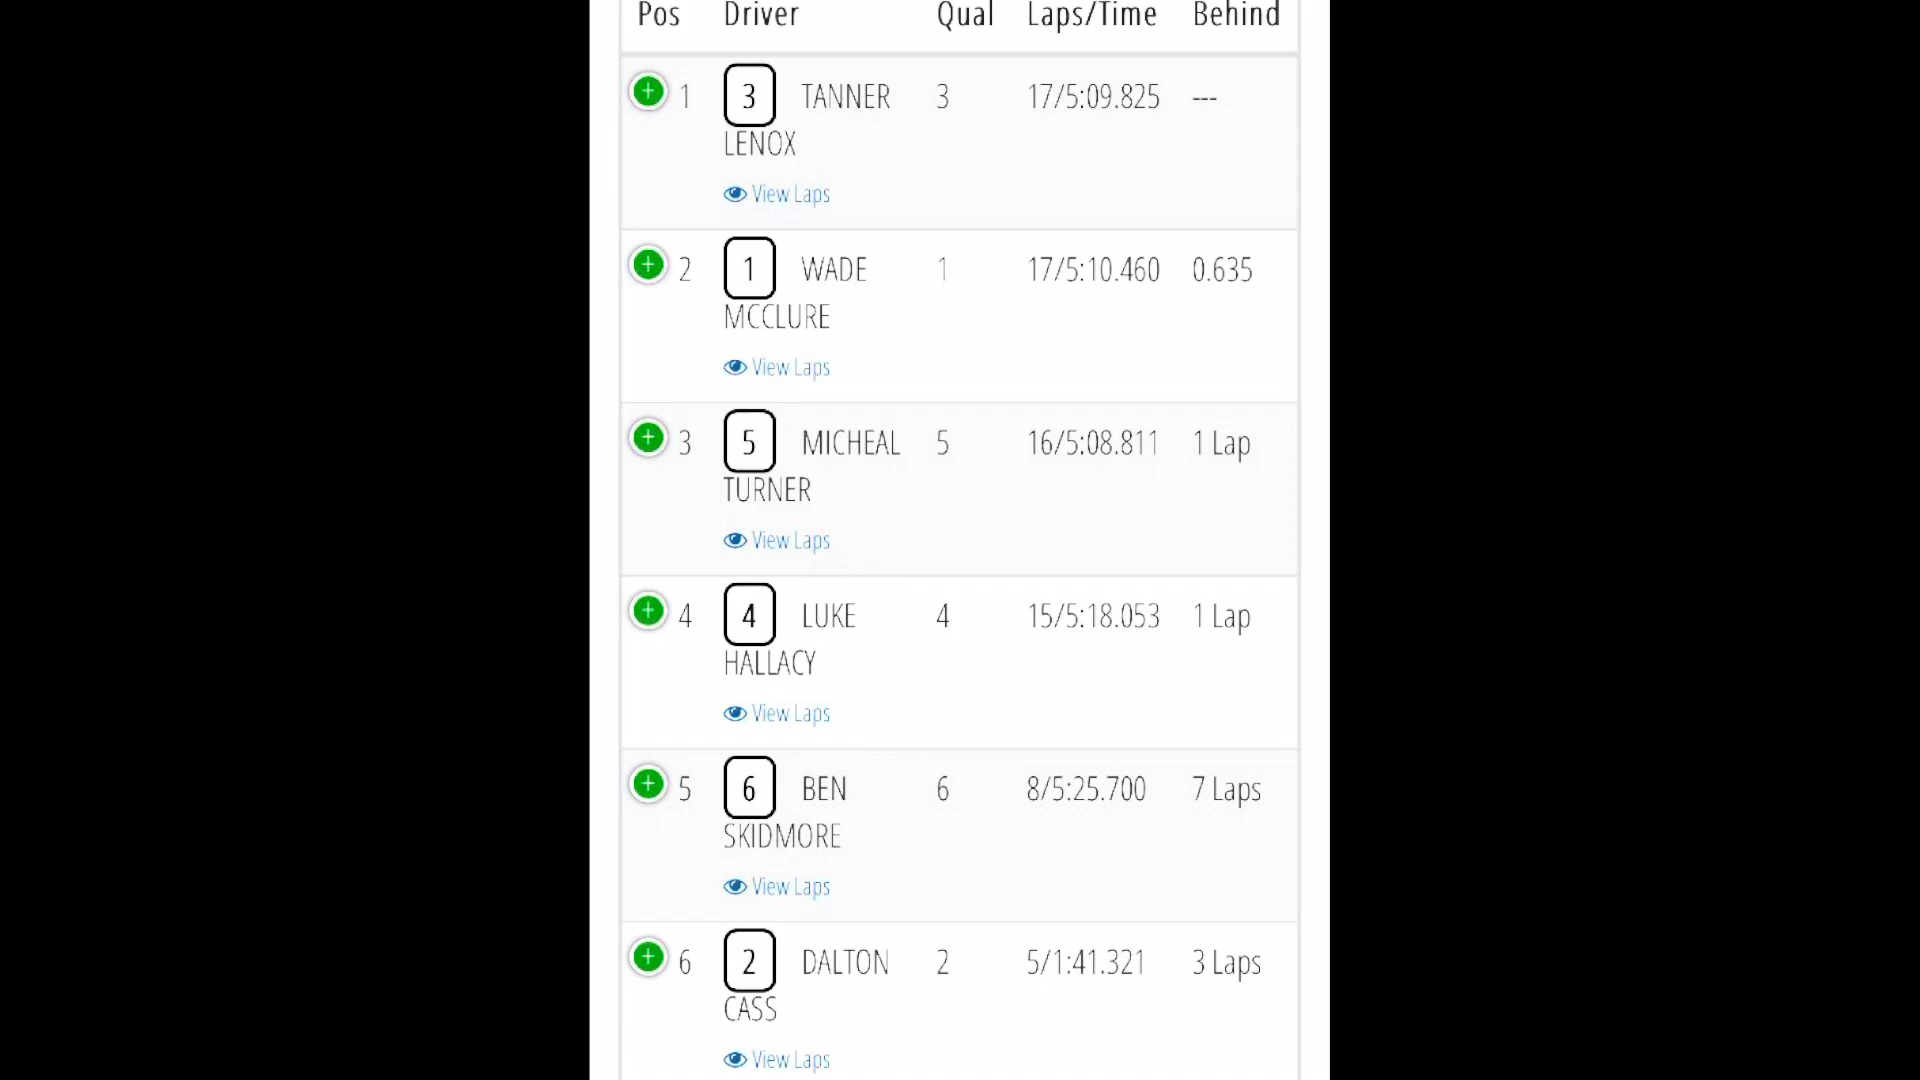 Pos Driver Qual Laps/Time Behind
1 3 TANNER 3 17/5:09.825 ---
LENOX
View Laps
2 1 WADE 1 17/5:10.460 0.635
MCCLURE
View Laps
3 5 MICHEAL 5 16/5:08.811 1 Lap
TURNER
View Laps
4 4 LUKE 4 15/5:18.053 1 Lap
HALLACY
View Laps
5 6 BEN 6 8/5:25.700 7 Laps
SKIDMORE
View Laps
6 2 DALTON 2 5/1:41.321 3 Laps
CASS
View Laps